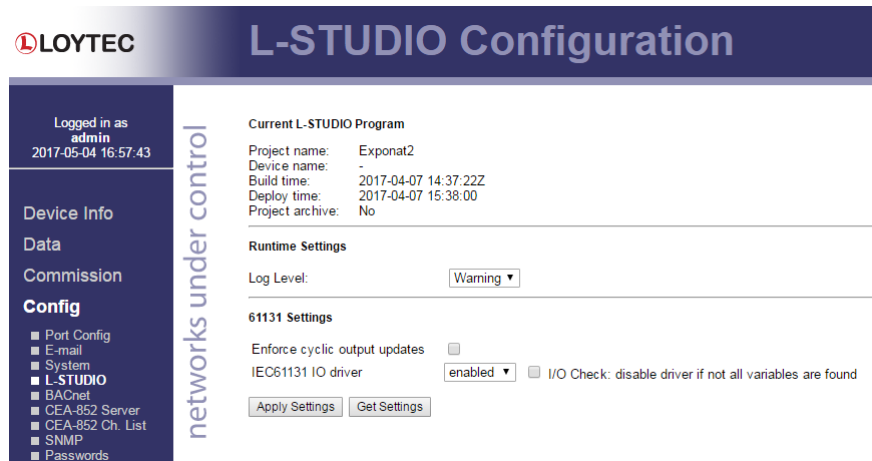 LOYTEC
L-STUDIO Configuration
Logged in as
admin
2017-05-04 16:57:43
Device Info
Data
Commission
Config
Port Config
E-mail
System
L-STUDIO
BACnet
CEA-852 Server
CEA-852 Ch. List
SNMP
Passwords
networks under control
Current L-STUDIO Program
Project name: Exponat2
Device name: -
Build time: 2017-04-07 14:37:22Z
Deploy time: 2017-04-07 15:38:00
Project archive: No
Runtime Settings
Log Level: Warning
61131 Settings
Enforce cyclic output updates
IEC61131 IO driver enabled I/O Check: disable driver if not all variables are found
Apply Settings Get Settings